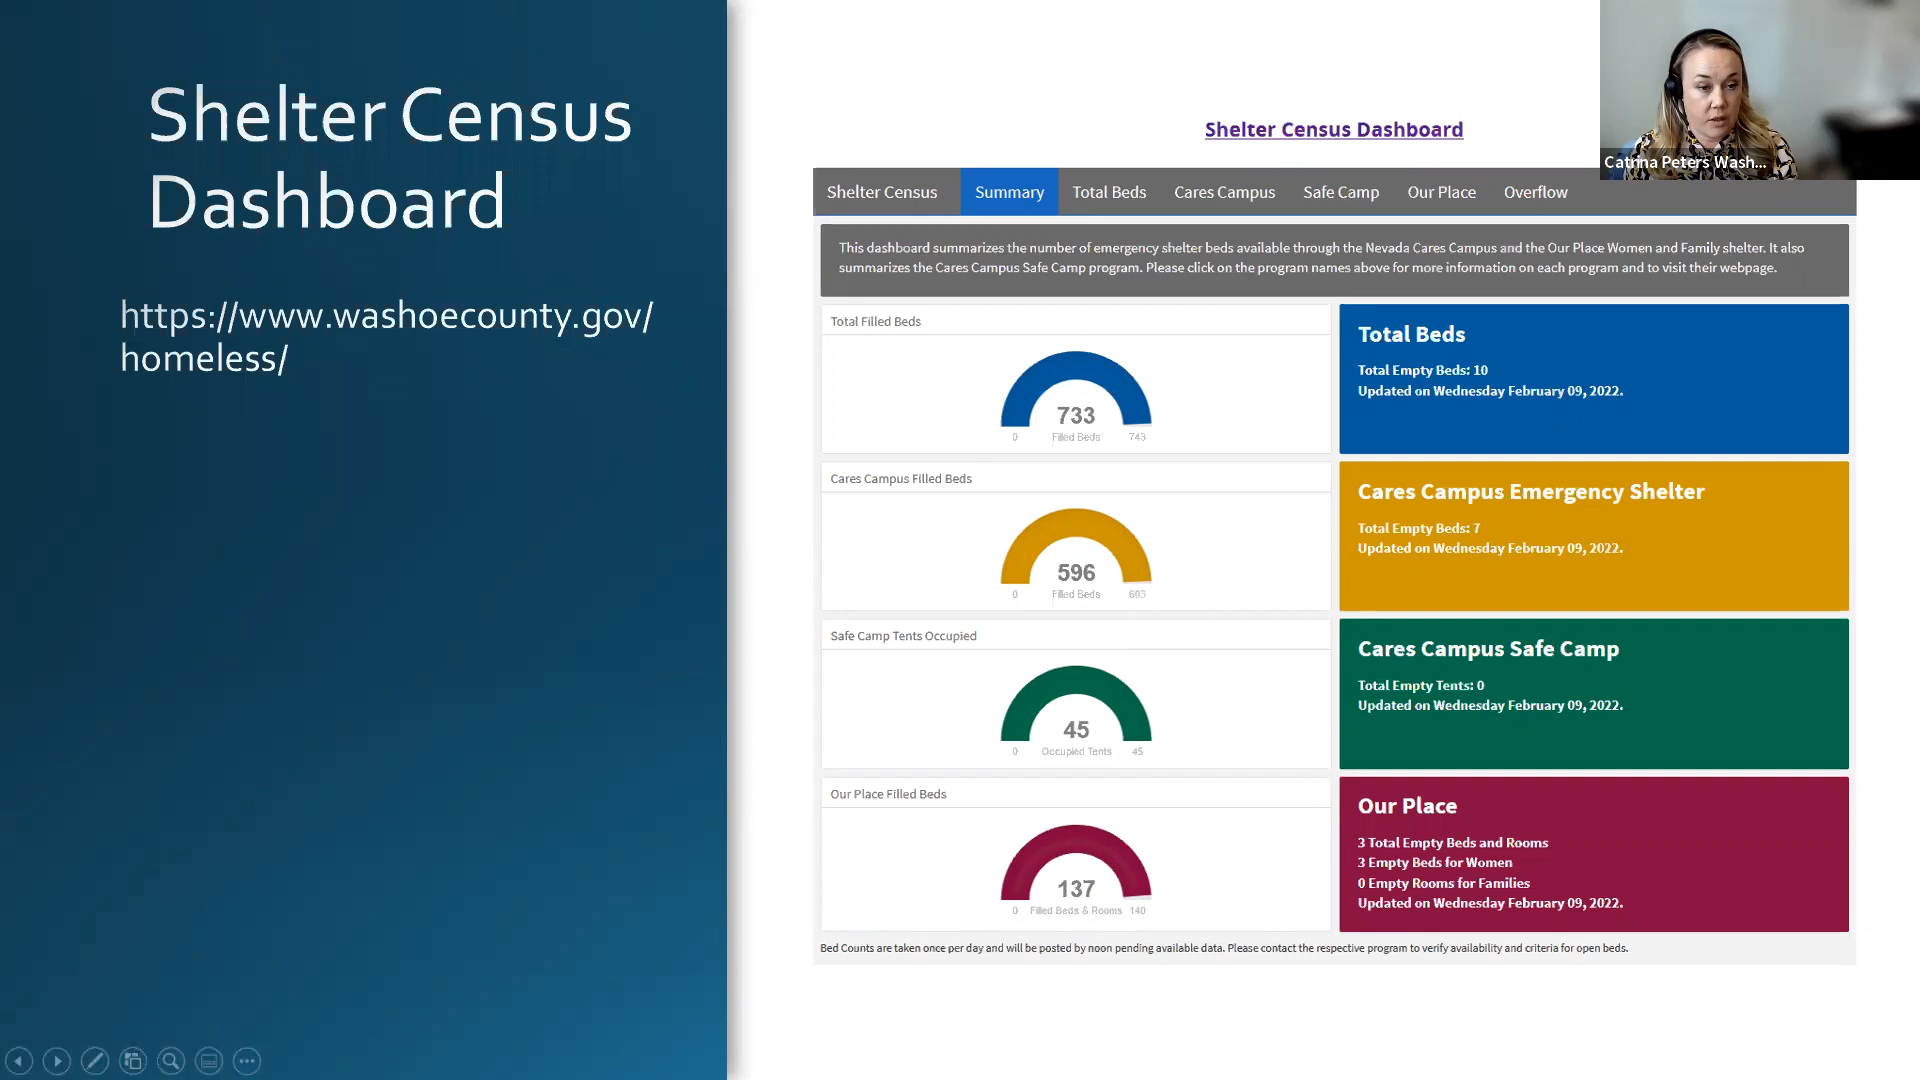 Shelter Census
Dashboard
https://www.washoecounty.gov/
homeless/
Shelter Census Dashboard
Catrina Peters Wash...
Shelter Census Summary Total Beds Cares Campus Safe Camp Our Place Overflow
This dashboard summarizes the number of emergency shelter beds available through the Nevada Cares Campus and the Our Place Women and Family shelter. It also
summarizes the Cares Campus Safe Camp program. Please click on the program names above for more information on each program and to visit their webpage.
Total Filled Beds
733
0 Filled Beds 743
Total Beds
Total Empty Beds: 10
Updated on Wednesday February 09, 2022.
Cares Campus Filled Beds
596
0 Filled Beds 603
Cares Campus Emergency Shelter
Total Empty Beds: 7
Updated on Wednesday February 09, 2022.
Safe Camp Tents Occupied
45
0 Occupied Tents 45
Cares Campus Safe Camp
Total Empty Tents: 0
Updated on Wednesday February 09, 2022.
Our Place Filled Beds
137
0 Filled Beds & Rooms 140
Our Place
3 Total Empty Beds and Rooms
3 Empty Beds for Women
0 Empty Rooms for Families
Updated on Wednesday February 09, 2022.
Bed Counts are taken once per day and will be posted by noon pending available data. Please contact the respective program to verify availability and criteria for open beds.